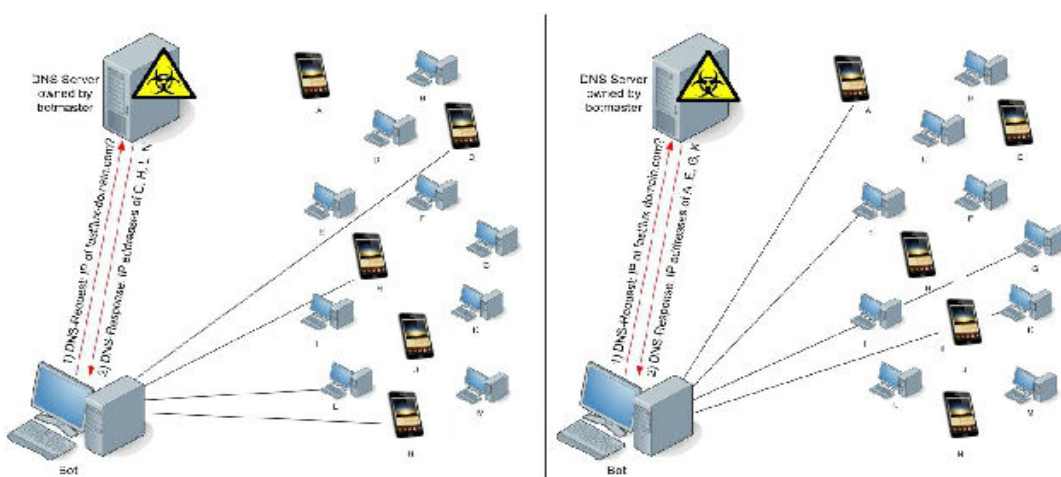 DNS Server
owned by
botmaster
1) DNS-Request: IP of fastflux-domain.com?
2) DNS-Response: IP addresses of C, H, L, N
A
B
D
F
E
G
H
J
L
M
N
Bot
DNS Server
owned by
botmaster
1) DNS-Request: IP of fastflux-domain.com?
2) DNS-Response: IP addresses of A, E, G, K
A
B
F
E
G
H
J
L
M
N
Bot